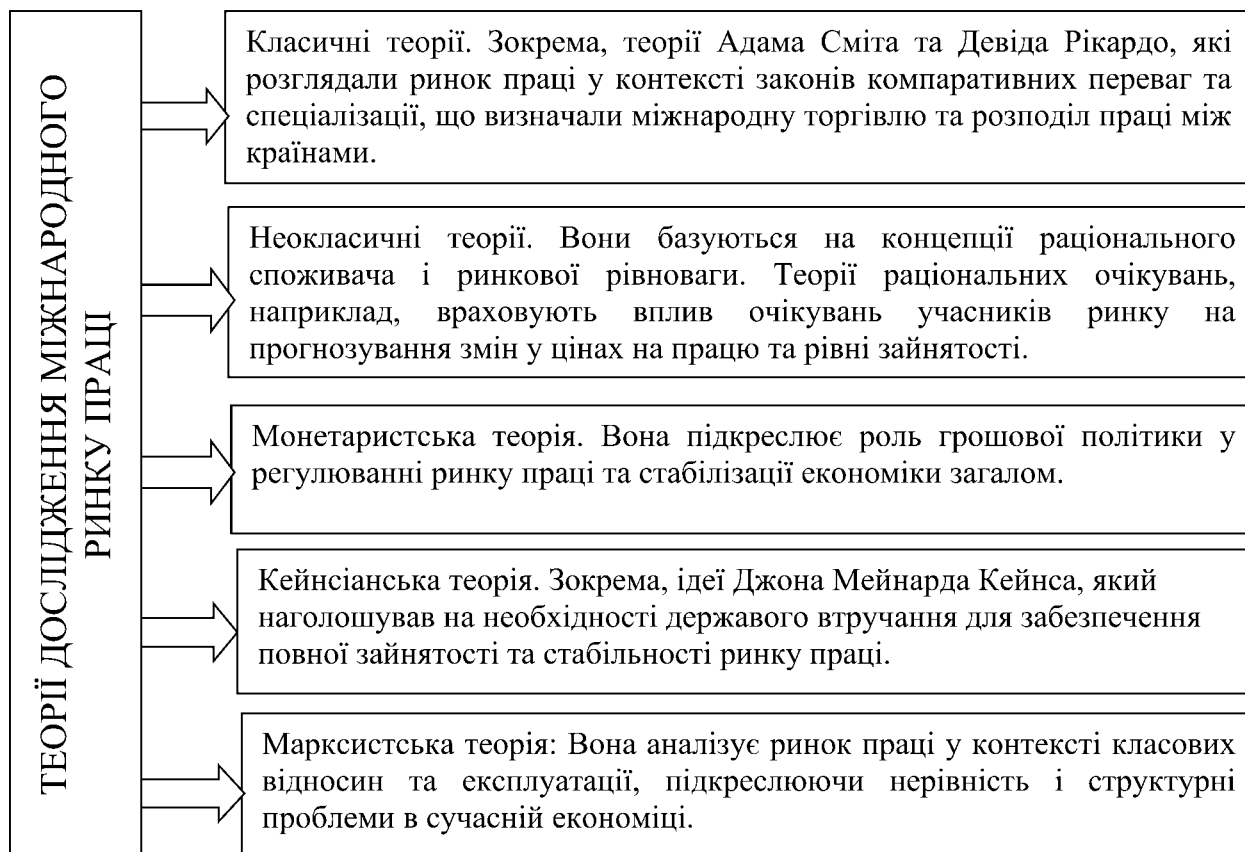 ТЕОРІЇ ДОСЛІДЖЕННЯ МІЖНАРОДНОГО
РИНКУ ПРАЦІ
Класичні теорії. Зокрема, теорії Адама Сміта та Девіда Рікардо, які
розглядали ринок праці у контексті законів компаративних переваг та
спеціалізації, що визначали міжнародну торгівлю та розподіл праці між
країнами.
Неокласичні теорії. Вони базуються на концепції раціонального
споживача і ринкової рівноваги. Теорії раціональних очікувань,
наприклад, враховують вплив очікувань учасників ринку на
прогнозування змін у цінах на працю та рівні зайнятості.
Монетаристська теорія. Вона підкреслює роль грошової політики у
регулюванні ринку праці та стабілізації економіки загалом.
Кейнсіанська теорія. Зокрема, ідеї Джона Мейнарда Кейнса, який
наголошував на необхідності державого втручання для забезпечення
повної зайнятості та стабільності ринку праці.
Марксистська теорія: Вона аналізує ринок праці у контексті класових
відносин та експлуатації, підкреслюючи нерівність і структурні
проблеми в сучасній економіці.